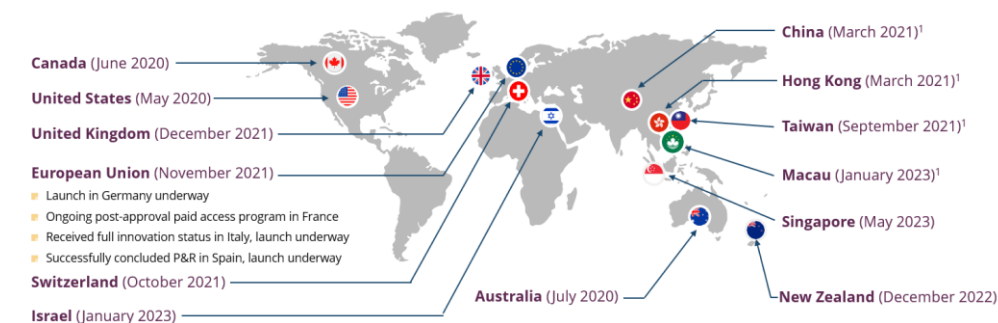 Canada (June 2020)
United States (May 2020)
United Kingdom (December 2021)
European Union (November 2021)
Launch in Germany underway
Ongoing post-approval paid access program in France
Received full innovation status in Italy, launch underway
Successfully concluded P&R in Spain, launch underway
Switzerland (October 2021)
Israel (January 2023)
China (March 2021)¹
Hong Kong (March 2021)¹
Taiwan (September 2021)¹
Macau (January 2023)¹
Singapore (May 2023)
Australia (July 2020)
New Zealand (December 2022)